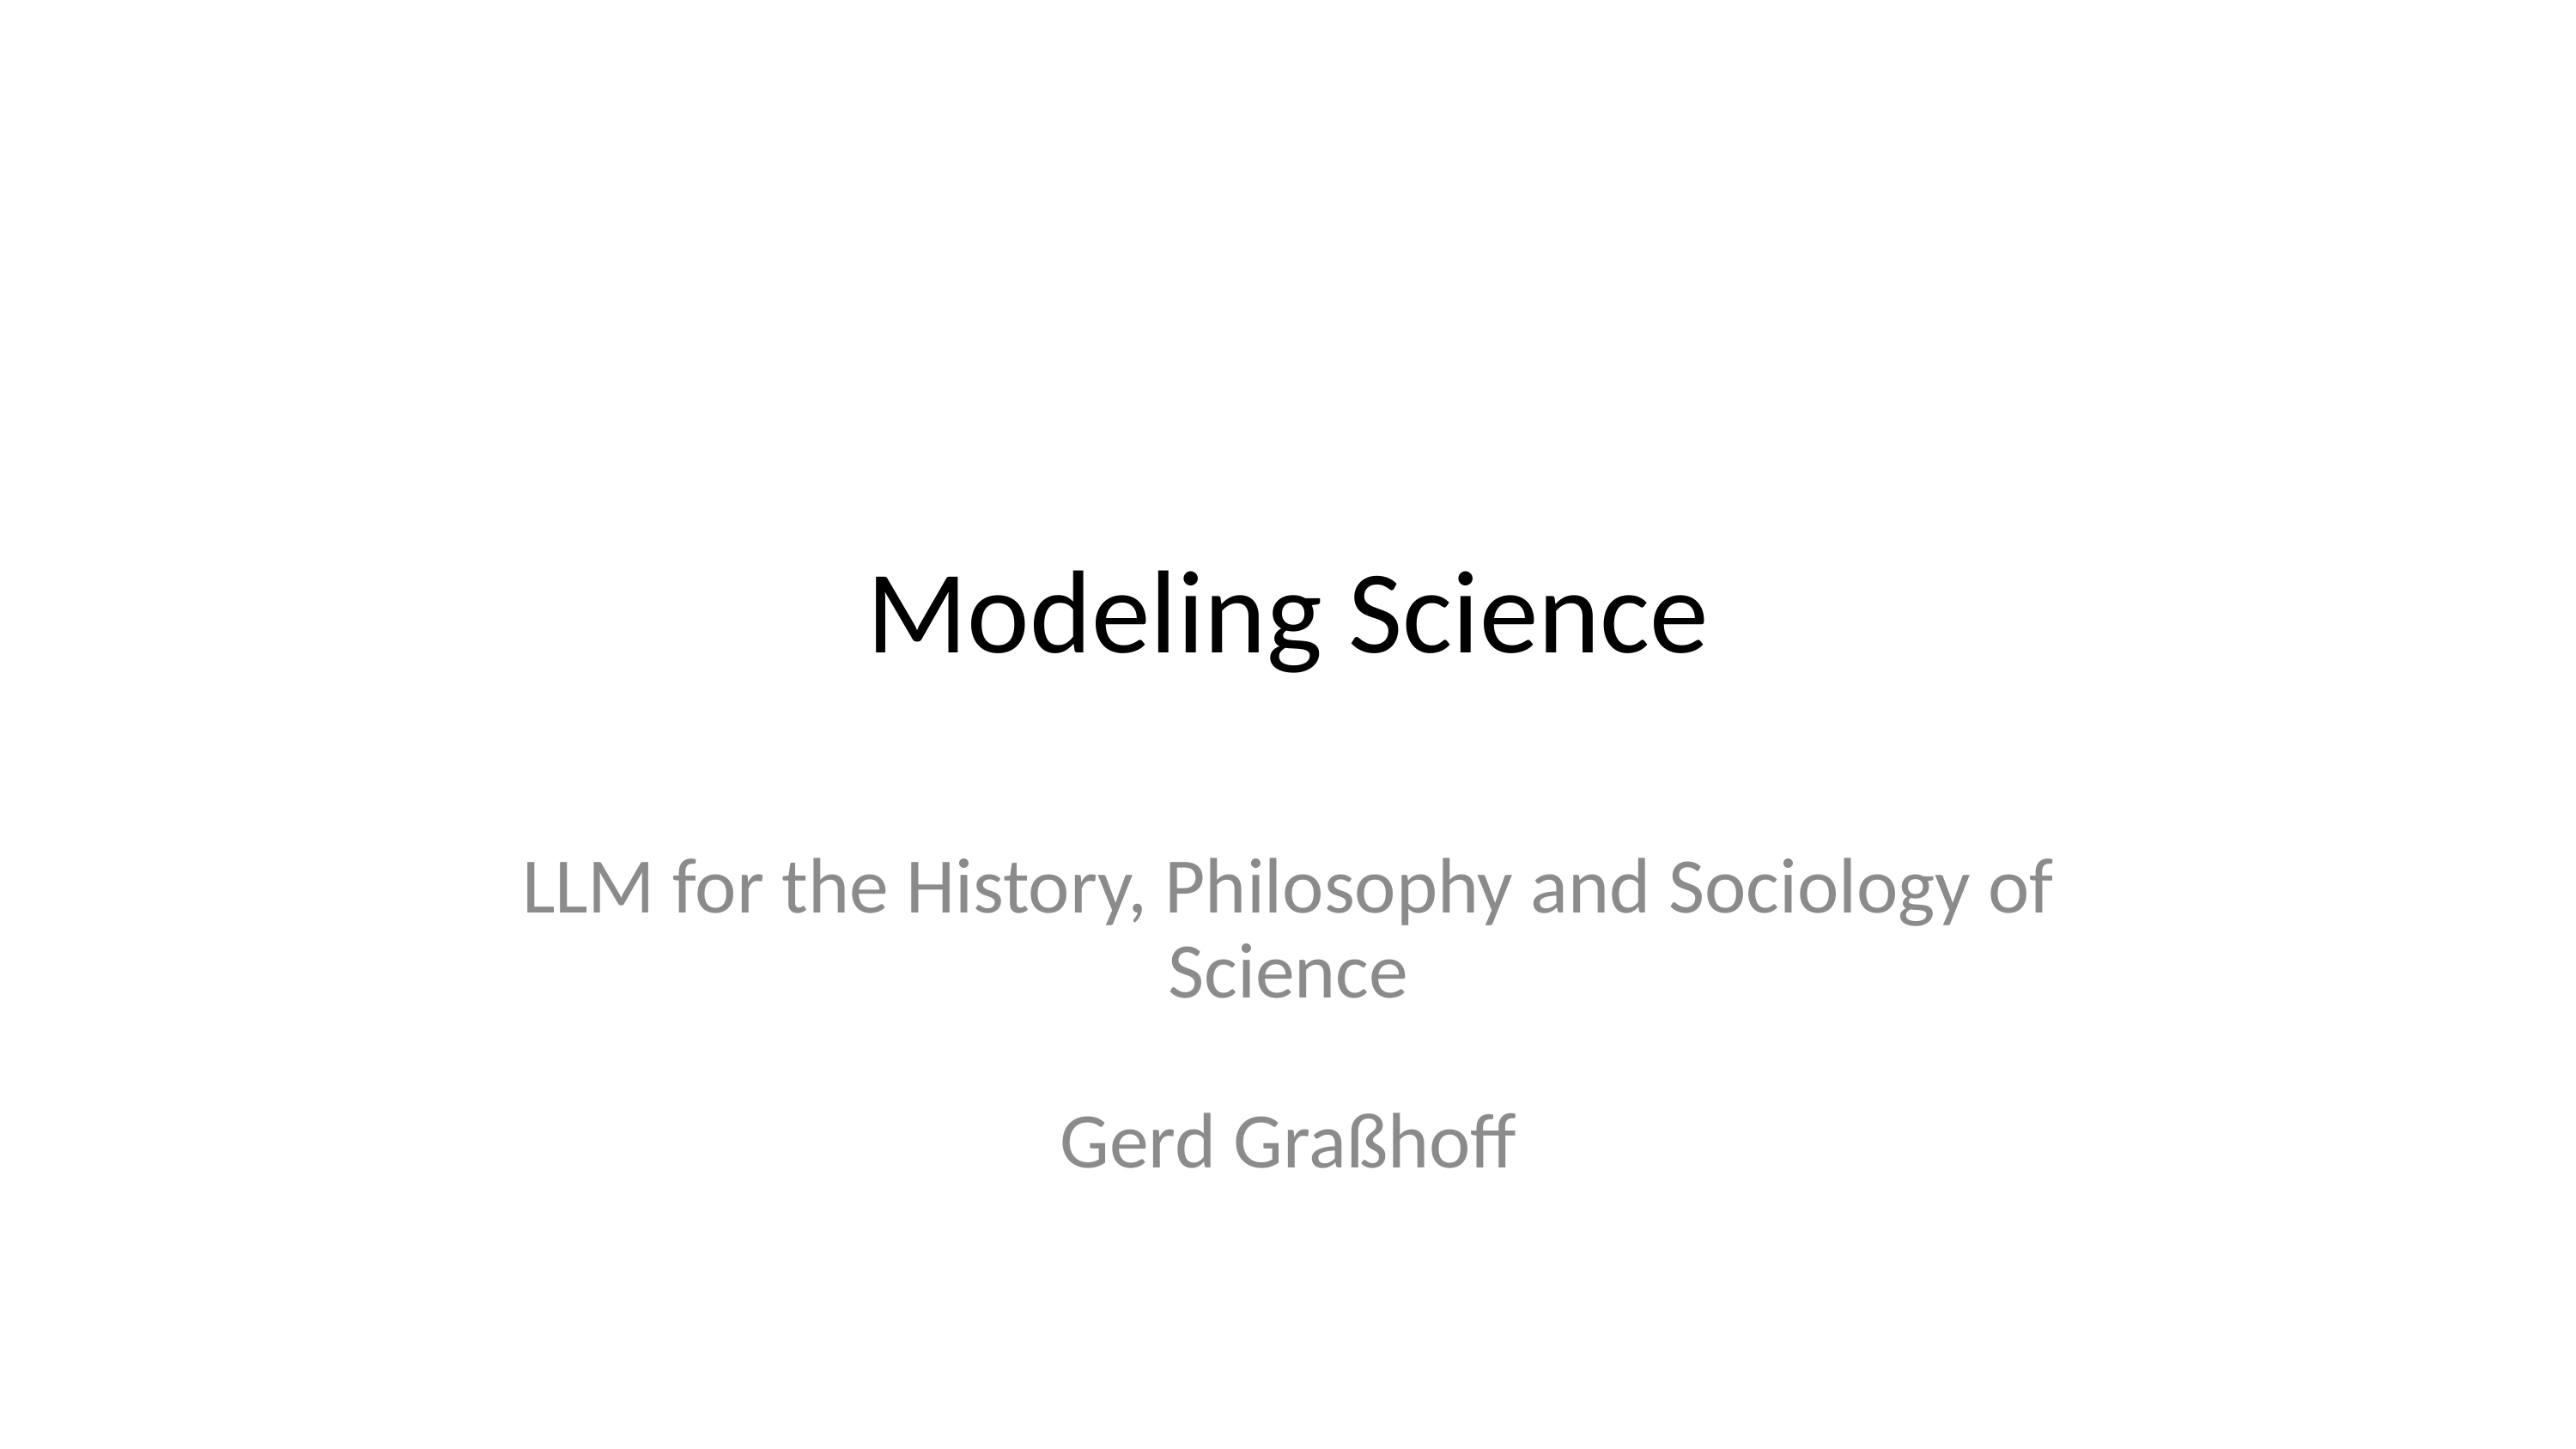 Modeling Science
LLM for the History, Philosophy and Sociology of
Science
Gerd Graßhoff